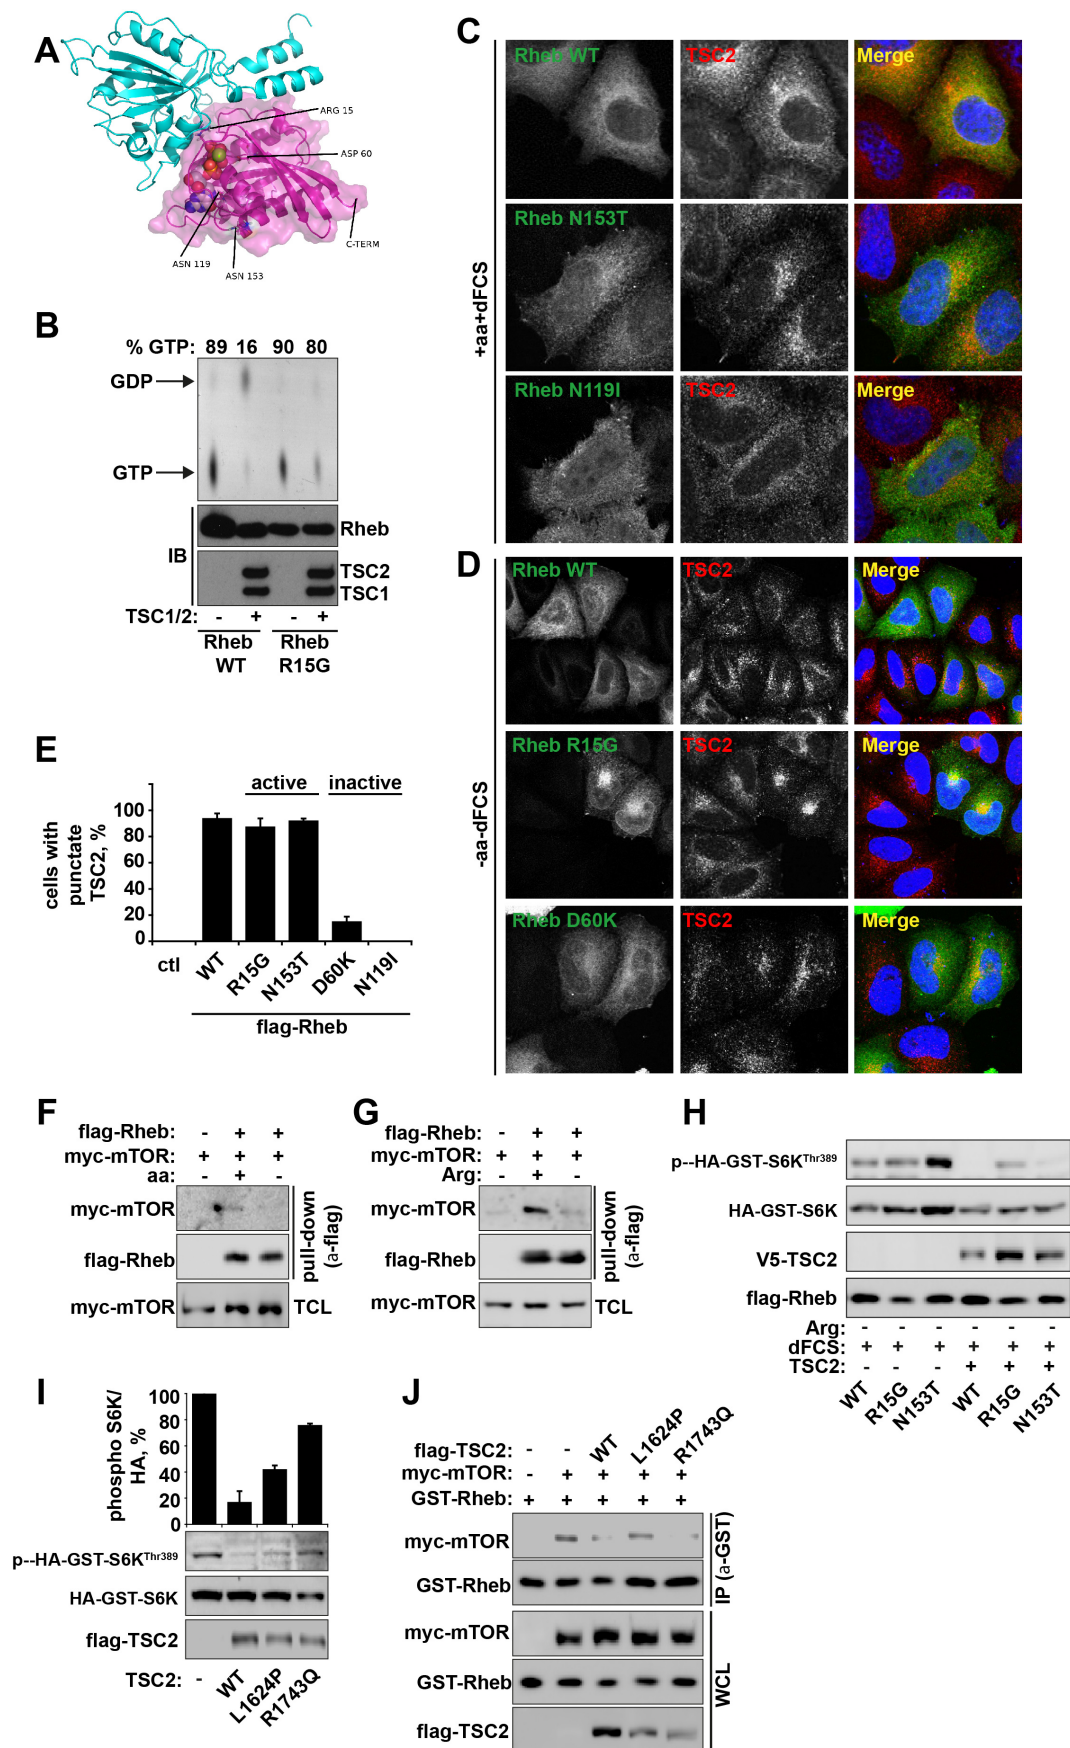 A
ARG 15
ASP 60
C-TERM
ASN 119
ASN 153
B
% GTP: 89 16 90 80
GDP
GTP
IB
Rheb
TSC2
TSC1
TSC1/2: - + - +
Rheb WT
Rheb R15G
C
+aa+dFCS
Rheb WT TSC2 Merge
Rheb N153T
Rheb N119I TSC2 Merge
D
-aa-dFCS
Rheb WT TSC2 Merge
Rheb R15G TSC2 Merge
Rheb D60K TSC2 Merge
E
cells with punctate TSC2, %
100
80
60
40
20
0
active inactive
ctl WT R15G N153T D60K N119I
flag-Rheb
F
flag-Rheb: - + +
myc-mTOR: + + +
aa: - + -
myc-mTOR
flag-Rheb
pull-down (a-flag)
myc-mTOR TCL
G
flag-Rheb: - + +
myc-mTOR: + + +
Arg: - + -
myc-mTOR
flag-Rheb
pull-down (a-flag)
myc-mTOR TCL
H
p--HA-GST-S6KThr389
HA-GST-S6K
V5-TSC2
flag-Rheb
Arg: - - - - - -
dFCS: + + + + + +
TSC2: - - - + + +
WT R15G N153T WT R15G N153T
I
phospho S6K/ HA, %
100
80
60
40
20
0
p--HA-GST-S6KThr389
HA-GST-S6K
flag-TSC2
TSC2: - WT L1624P R1743Q
J
flag-TSC2: - - WT L1624P R1743Q
myc-mTOR: - + + + +
GST-Rheb: + + + + +
myc-mTOR
GST-Rheb
IP (a-GST)
myc-mTOR
GST-Rheb
flag-TSC2
WCL